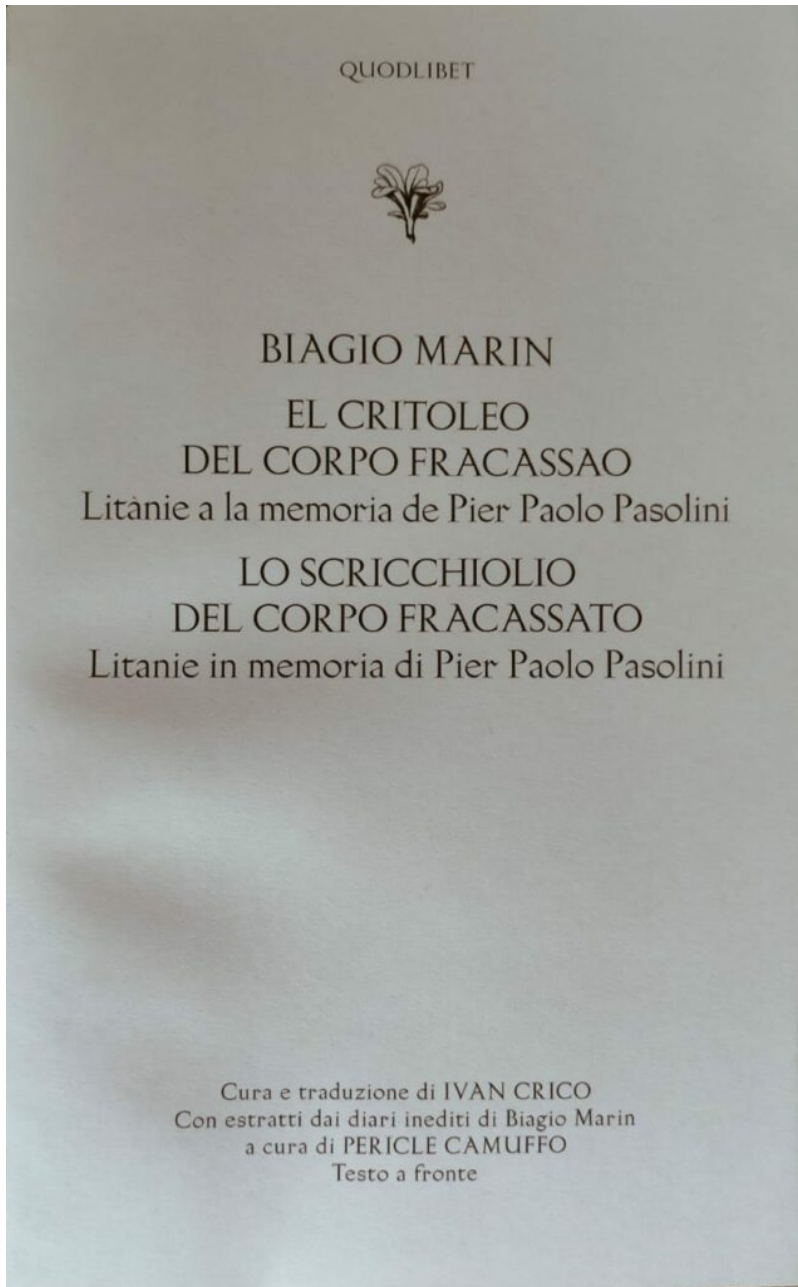 QUODLIBET
BIAGIO MARIN
EL CRITOLEO
DEL CORPO FRACASSAO
Litànie a la memoria de Pier Paolo Pasolini
LO SCRICCHIOLIO
DEL CORPO FRACASSATO
Litanie in memoria di Pier Paolo Pasolini
Cura e traduzione di IVAN CRICO
Con estratti dai diari inediti di Biagio Marin
a cura di PERICLE CAMUFFO
Testo a fronte